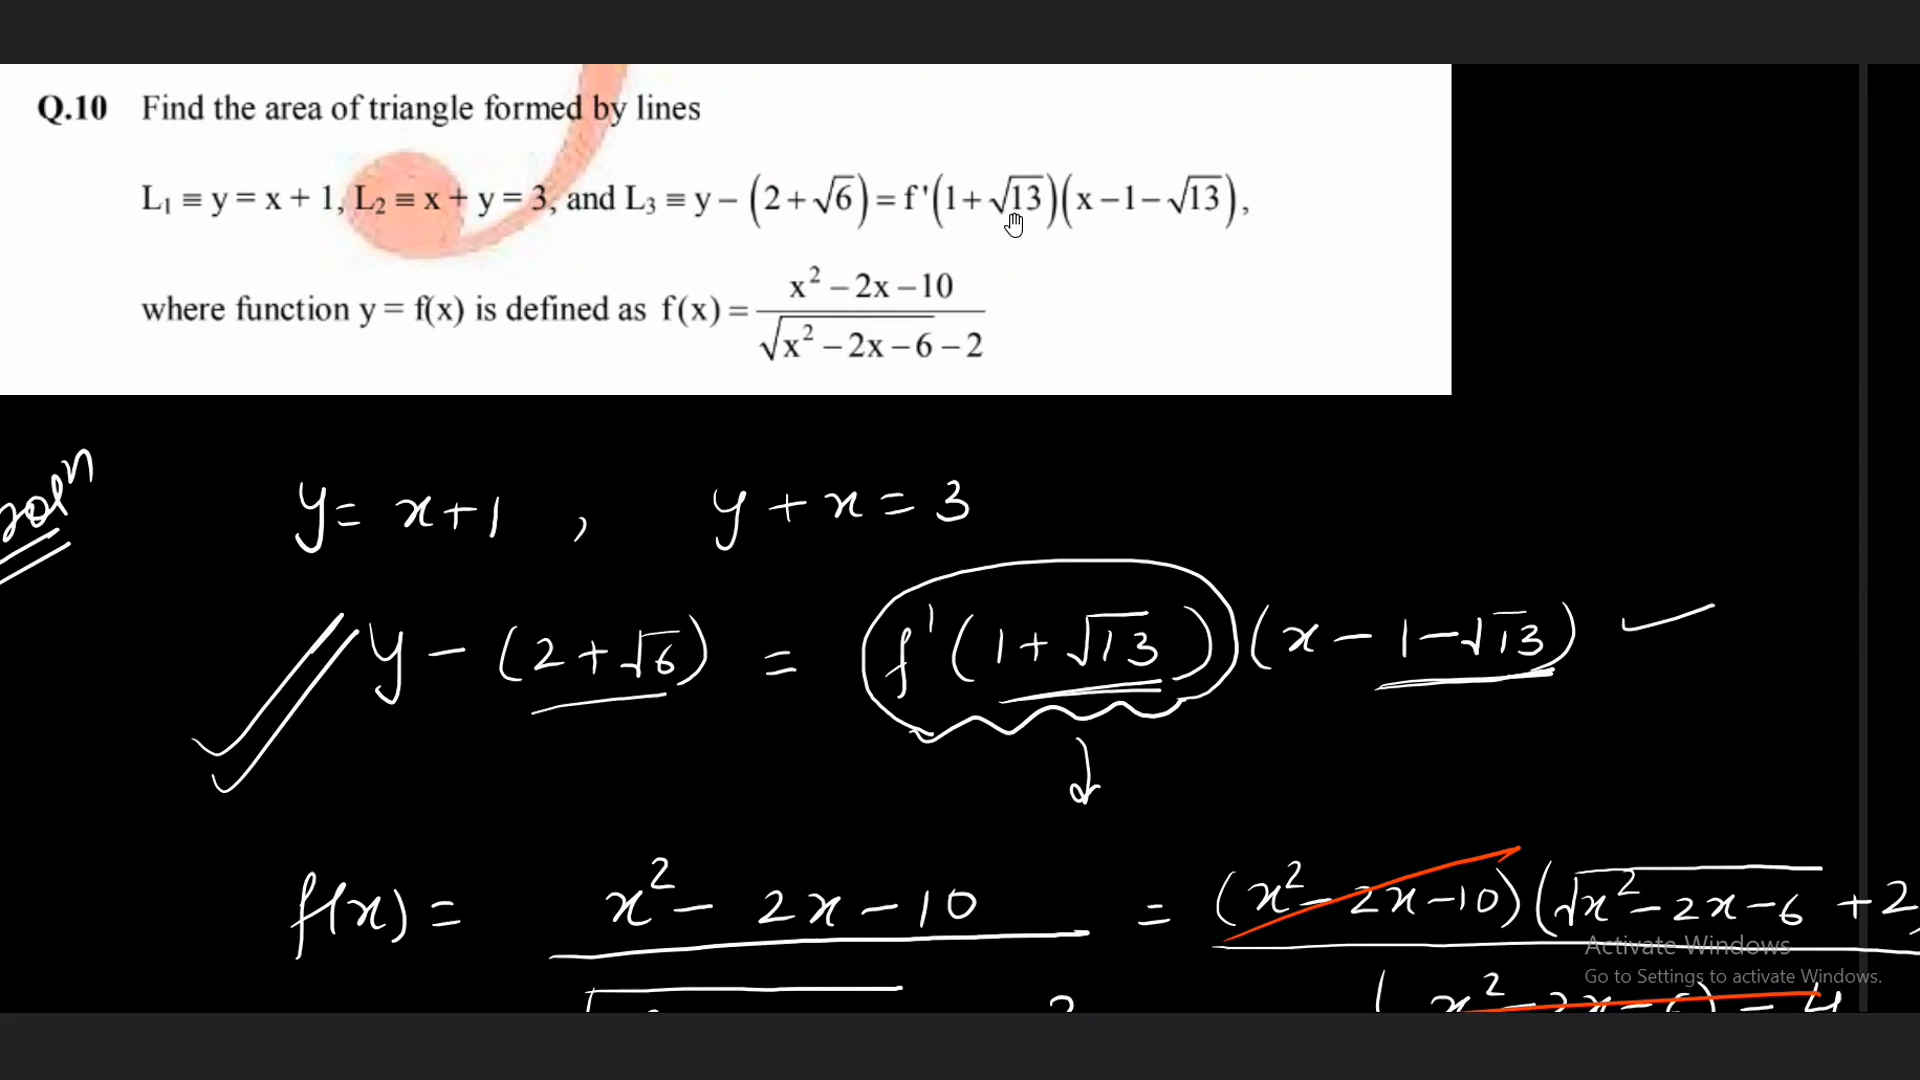 Q.10 Find the area of triangle formed by lines
L₁ ≡ y = x + 1, L₂ ≡ x + y = 3, and L₃ ≡ y − (2 + √6) = f'(1 + √13)(x − 1 − √13),
where function y = f(x) is defined as f(x) = (x² − 2x − 10)/(√(x² − 2x − 6) − 2)
solⁿ
y = x + 1 , y + x = 3
y − (2 + √6) = f'(1 + √13)(x − 1 − √13)
f(x) = x² − 2x − 10 = (x² − 2x − 10)(√(x² − 2x − 6) + 2)
Activate Windows
Go to Settings to activate Windows.